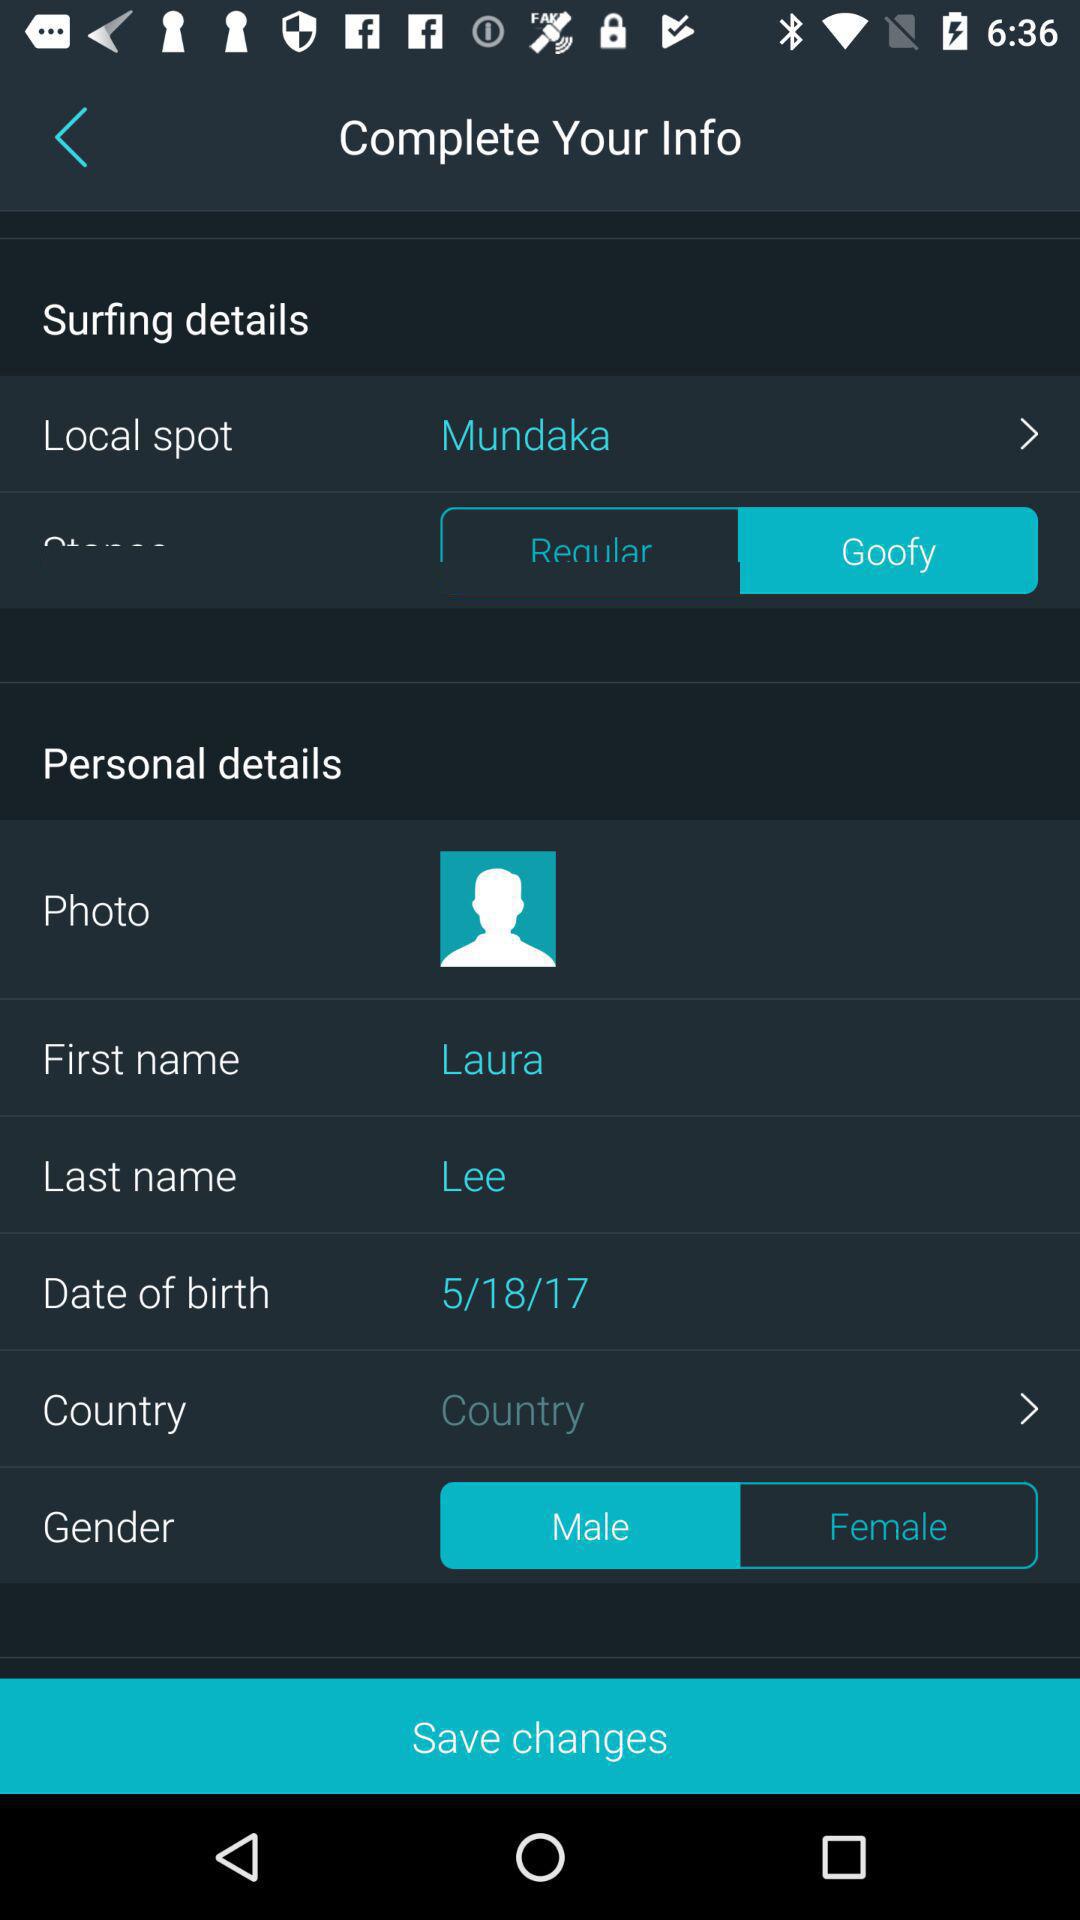 FAKE
6:36
Complete Your Info
Surfing details
Local spot Mundaka
Regular Goofy
Personal details
Photo
First name Laura
Last name Lee
Date of birth 5/18/17
Country Country
Gender Male Female
Save changes